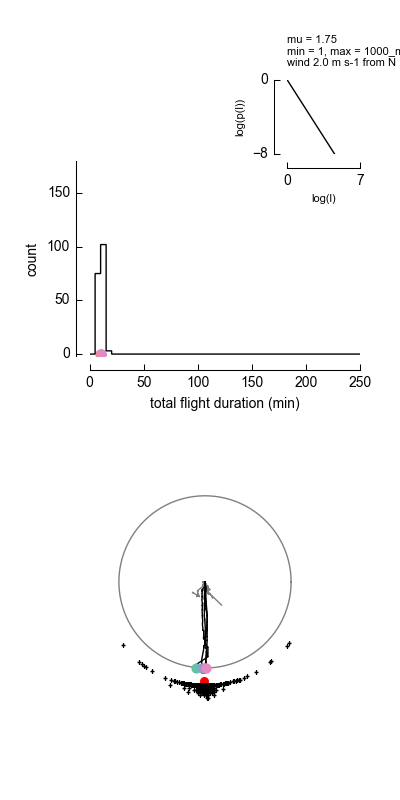 mu = 1.75
min = 1, max = 1000_m
wind 2.0 m s-1 from N
0
−8
log(p(l))
0 7
log(l)
150
100
50
0
count
0 50 100 150 200 250
total flight duration (min)